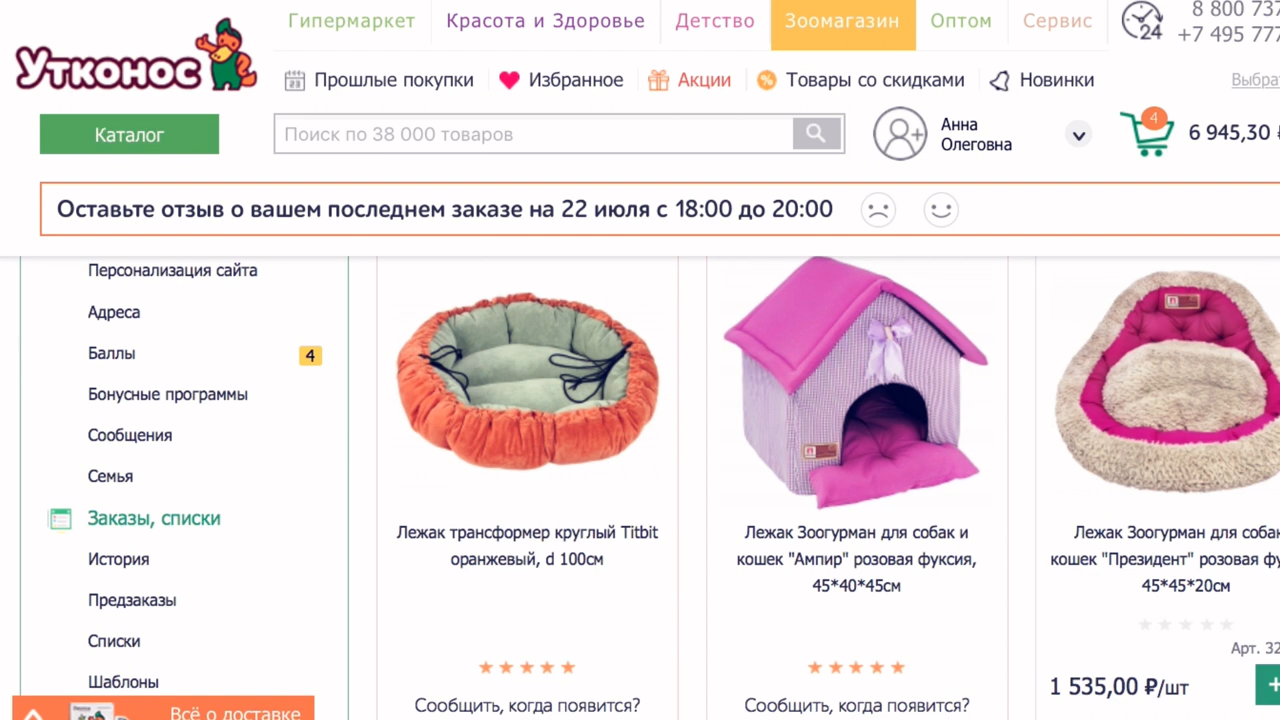 Гипермаркет
Красота и Здоровье
Детство
Зоомагазин
Оптом
Сервис
24
8 800 737
+7 495 777
УТКОНОС
Прошлые покупки
Избранное
Акции
Товары со скидками
Новинки
Выбра
Каталог
Поиск по 38 000 товаров
Анна
Олеговна
4
6 945,30 ₽
Оставьте отзыв о вашем последнем заказе на 22 июля с 18:00 до 20:00
Персонализация сайта
Адреса
Баллы
4
Бонусные программы
Сообщения
Семья
Заказы, списки
История
Предзаказы
Списки
Шаблоны
Всё о доставке
Лежак трансформер круглый Titbit
оранжевый, d 100см
Сообщить, когда появится?
Лежак Зоогурман для собак и
кошек "Ампир" розовая фуксия,
45*40*45см
Сообщить, когда появится?
Лежак Зоогурман для собак
кошек "Президент" розовая фу
45*45*20см
Арт. 32
1 535,00 ₽/шт
+